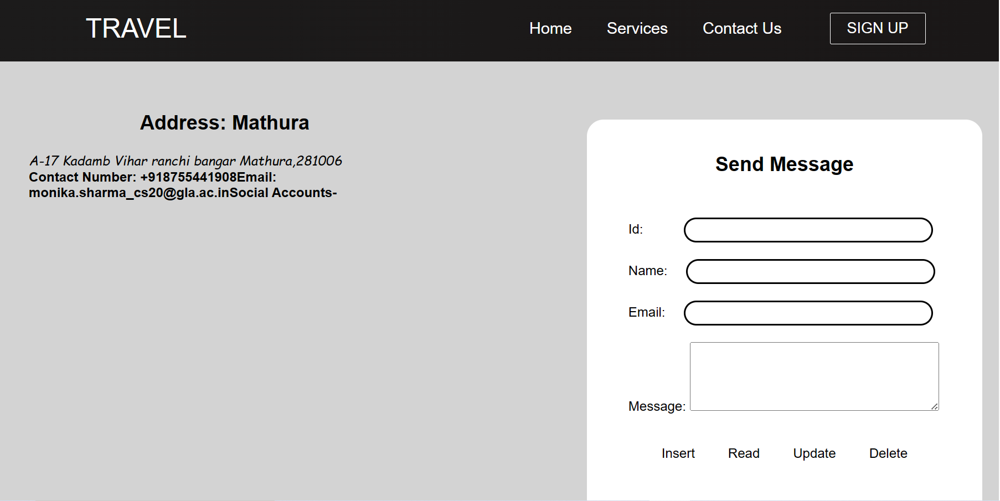 TRAVEL
Home Services Contact Us SIGN UP
Address: Mathura
A-17 Kadamb Vihar ranchi bangar Mathura,281006
Contact Number: +918755441908Email:
monika.sharma_cs20@gla.ac.inSocial Accounts-
Send Message
Id:
Name:
Email:
Message:
Insert Read Update Delete